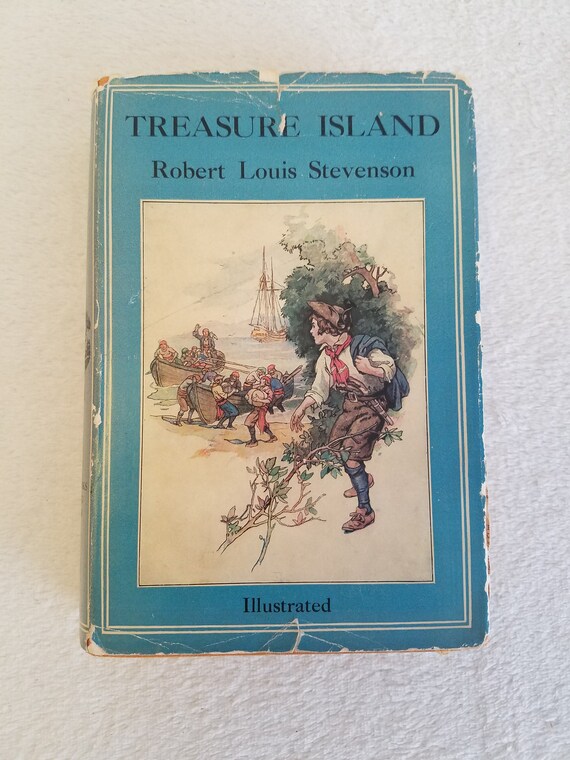 TREASURE ISLAND
Robert Louis Stevenson
Illustrated